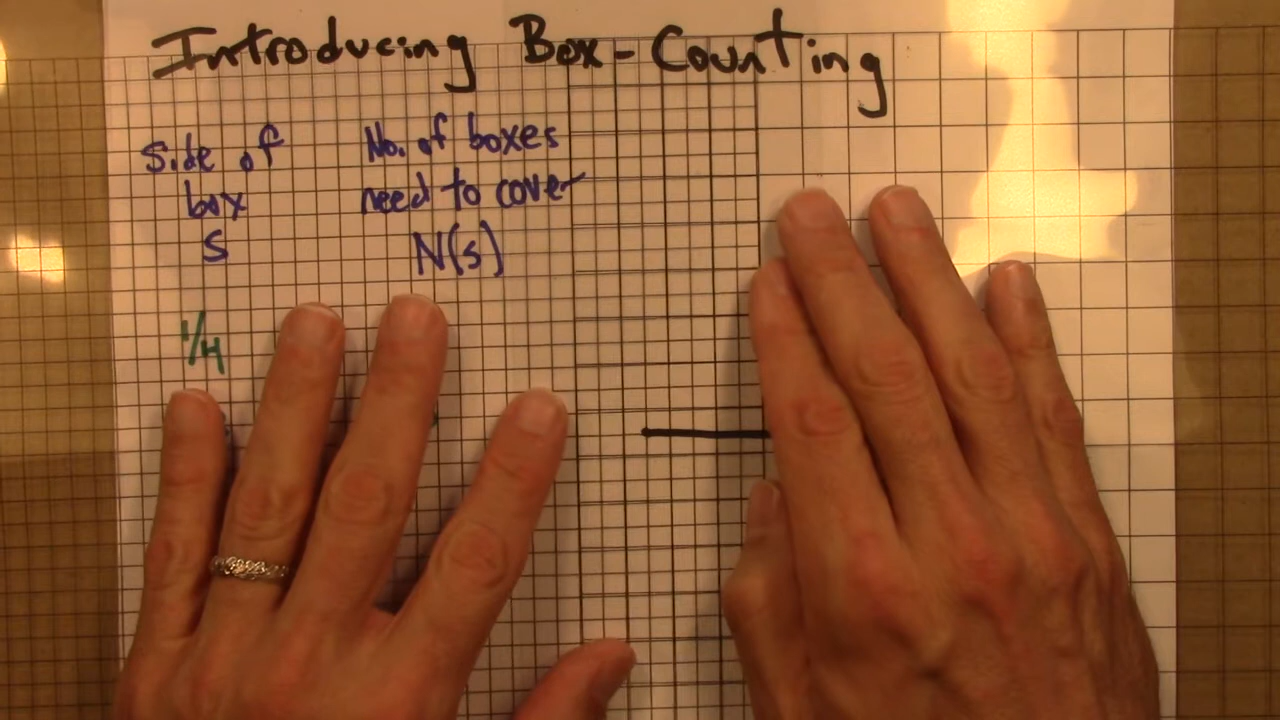 Introducing Box-Counting
Side of
box
S
No. of boxes
need to cover
N(s)
1/4